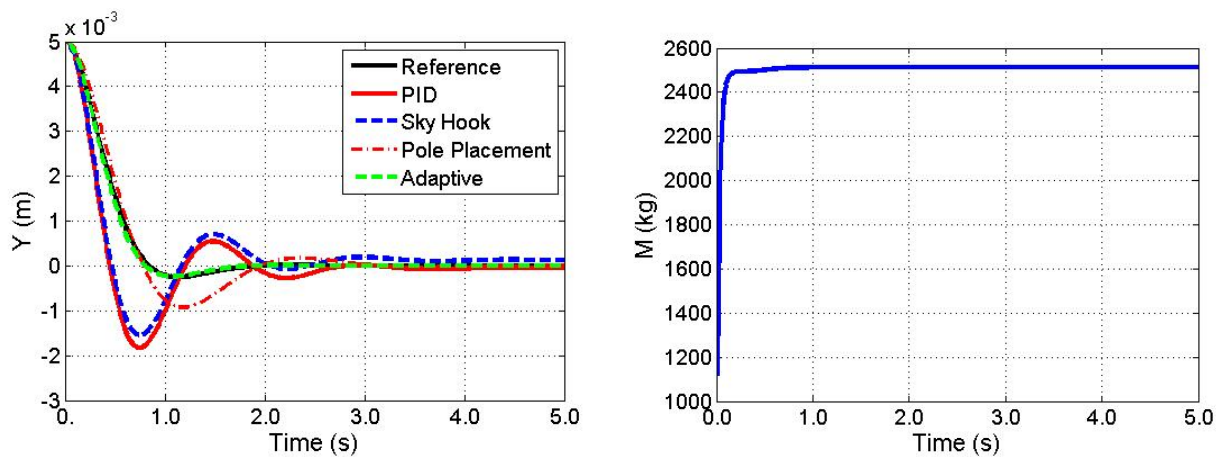 x 10⁻³
5
4
3
2
1
0
-1
-2
-3
Y (m)
Reference
PID
Sky Hook
Pole Placement
Adaptive
0. 1.0 2.0 3.0 4.0 5.0
Time (s)
2600
2400
2200
2000
1800
1600
1400
1200
1000
M (kg)
0. 1.0 2.0 3.0 4.0 5.0
Time (s)